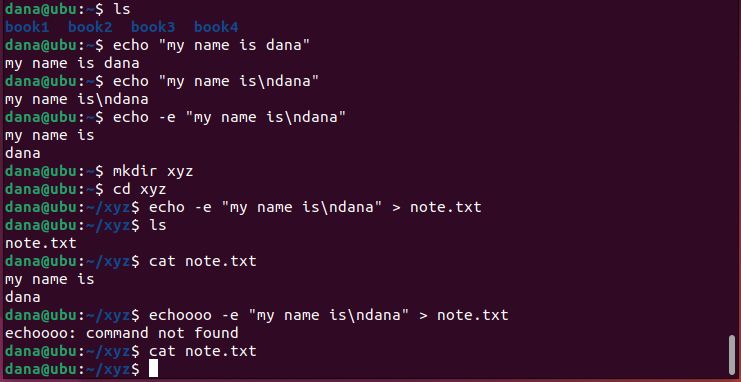 dana@ubu:~$ ls
book1  book2  book3  book4
dana@ubu:~$ echo "my name is dana"
my name is dana
dana@ubu:~$ echo "my name is\ndana"
my name is\ndana
dana@ubu:~$ echo -e "my name is\ndana"
my name is
dana
dana@ubu:~$ mkdir xyz
dana@ubu:~$ cd xyz
dana@ubu:~/xyz$ echo -e "my name is\ndana" > note.txt
dana@ubu:~/xyz$ ls
note.txt
dana@ubu:~/xyz$ cat note.txt
my name is
dana
dana@ubu:~/xyz$ echoooo -e "my name is\ndana" > note.txt
echoooo: command not found
dana@ubu:~/xyz$ cat note.txt
dana@ubu:~/xyz$